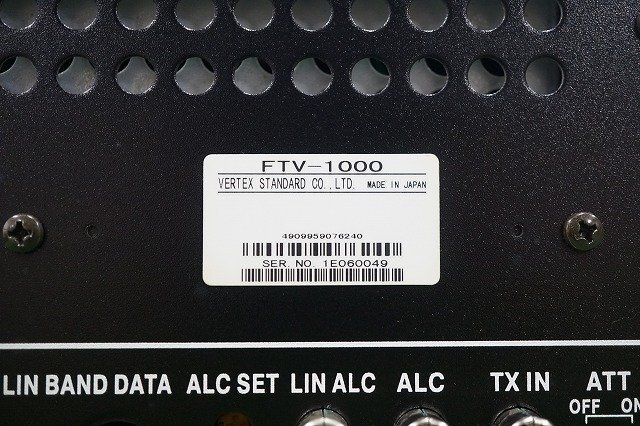 FTV-1000
VERTEX STANDARD CO.,LTD. MADE IN JAPAN
4909959076240
SER. NO. 1E060049
LIN BAND DATA ALC SET LIN ALC ALC TX IN ATT
OFF ON